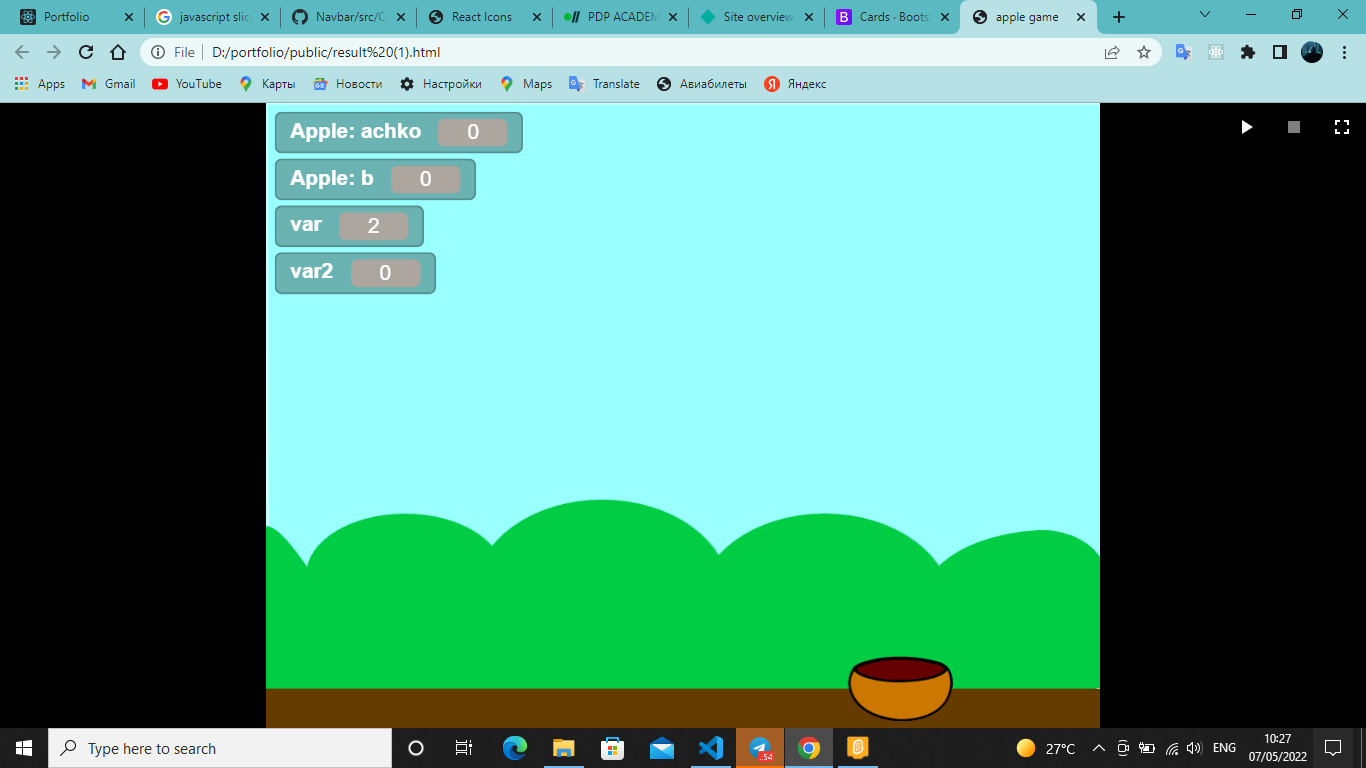 Portfolio
javascript slic
Navbar/src/C
React Icons
PDP ACADEM
Site overview
Cards · Boots
apple game
File
D:/portfolio/public/result%20(1).html
Apps
Gmail
YouTube
Карты
Новости
Настройки
Maps
Translate
Авиабилеты
Яндекс
Apple: achko 0
Apple: b 0
var 2
var2 0
Type here to search
..54
27°C
ENG
10:27
07/05/2022